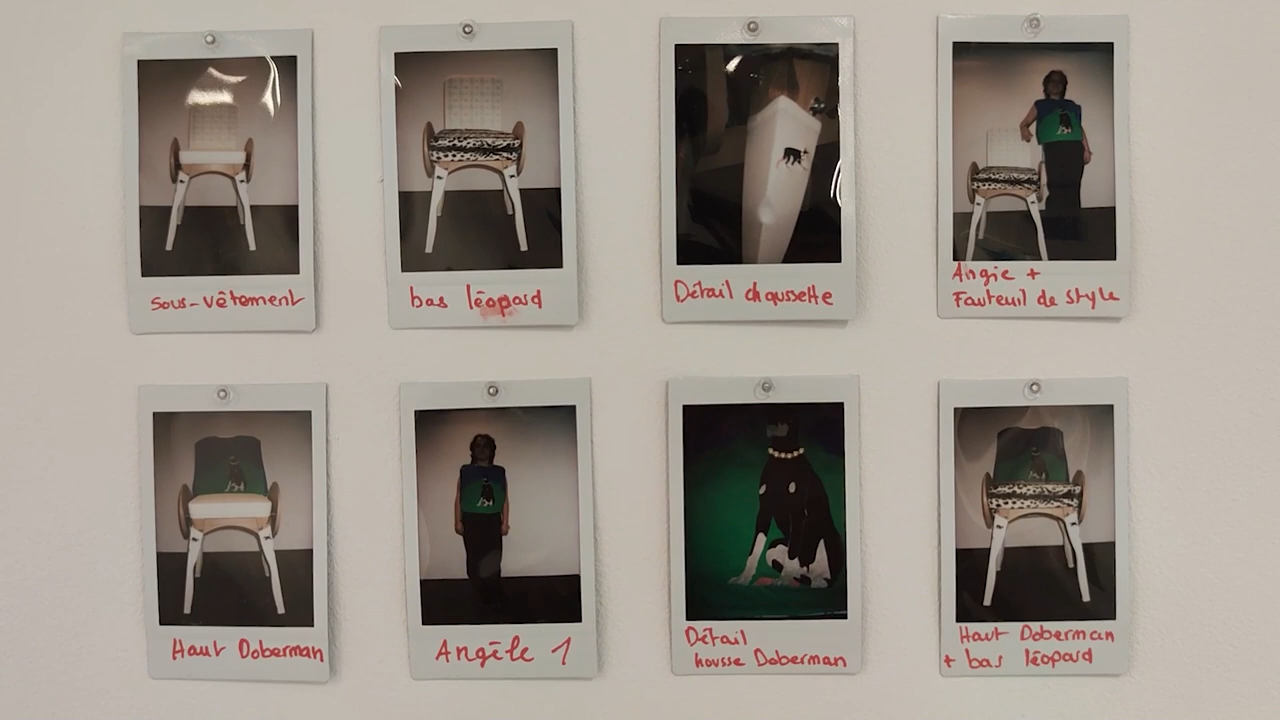 Sous-vêtement
bas léopard
Détail chaussette
Angie +
Fauteuil de style
Haut Doberman
Angèle 1
Détail
housse Doberman
Haut Doberman
+ bas léopard